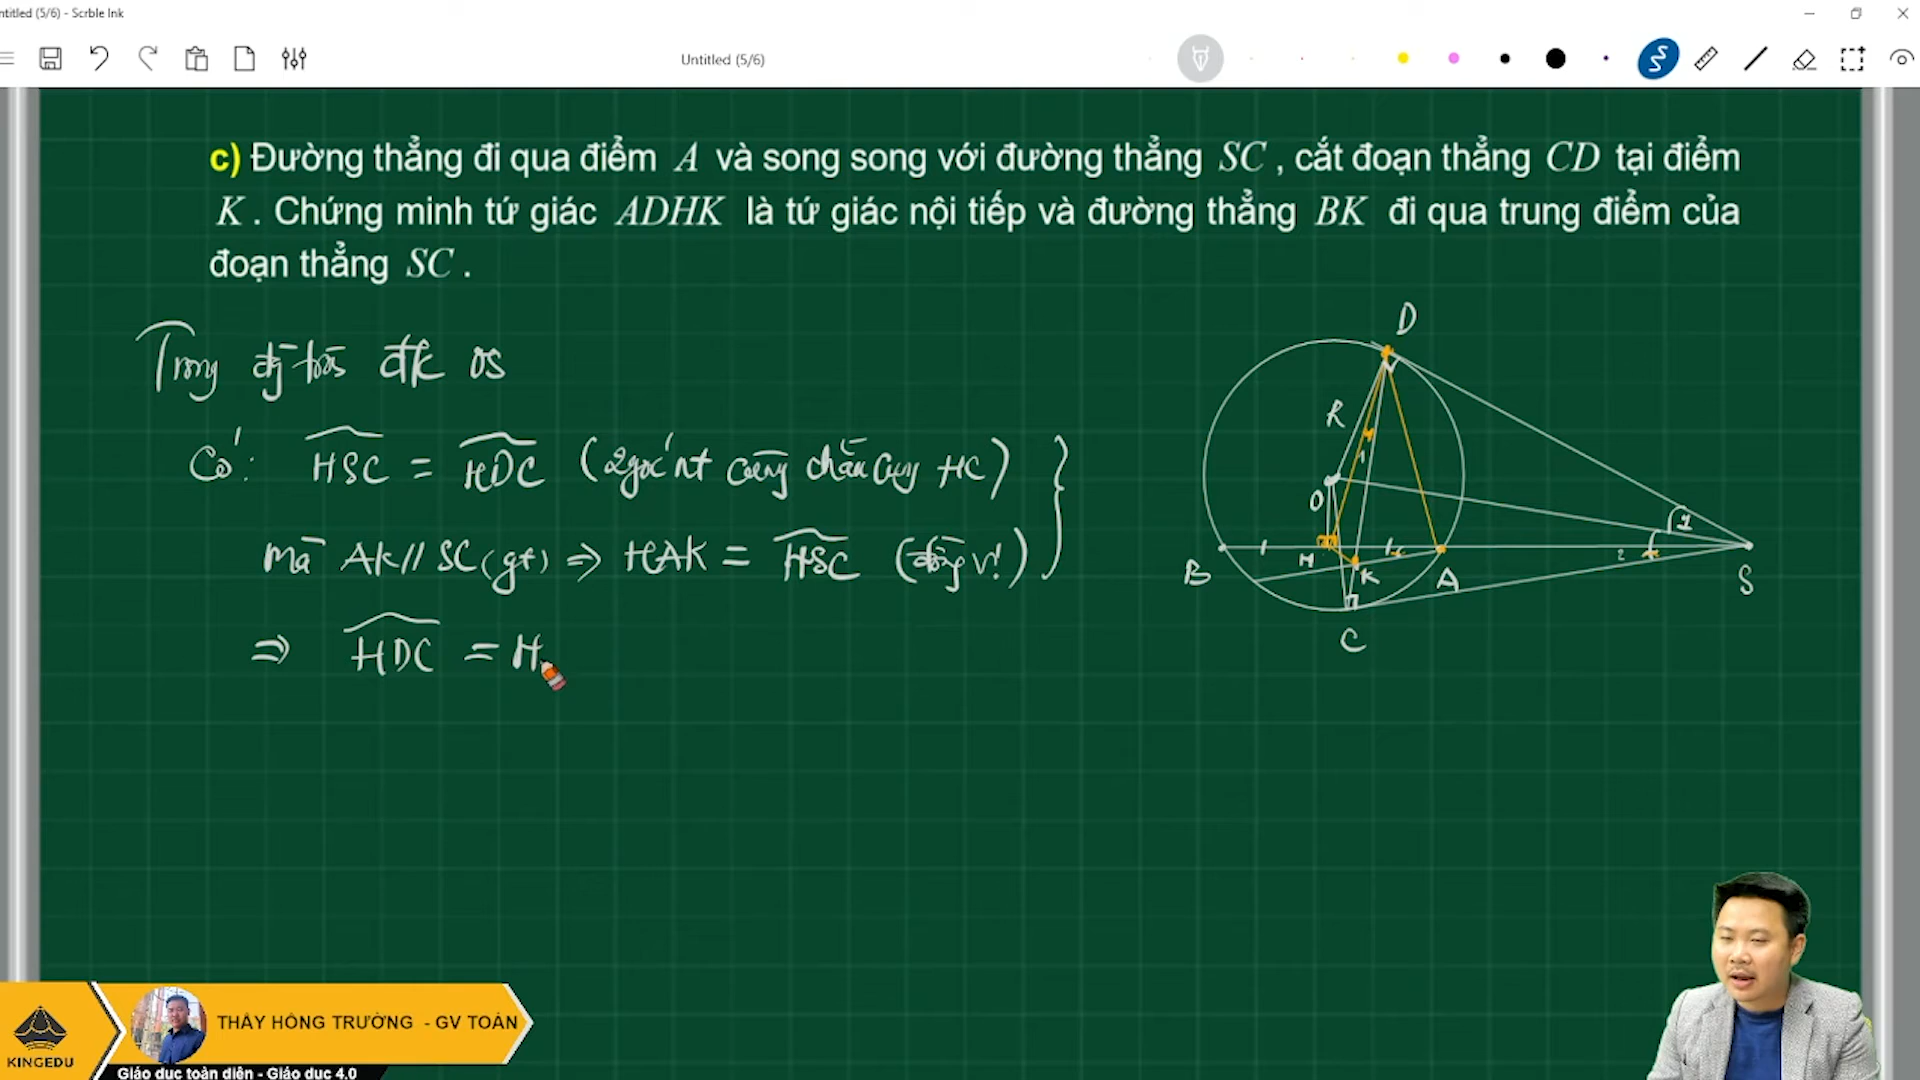 ntitled (5/6) - Scrble Ink
Untitled (5/6)
c) Đường thẳng đi qua điểm A và song song với đường thẳng SC , cắt đoạn thẳng CD tại điểm
K . Chứng minh tứ giác ADHK là tứ giác nội tiếp và đường thẳng BK đi qua trung điểm của
đoạn thẳng SC .
Trong đg tròn đk OS
Có: HSC = HDC (2 góc nt cùng chắn cung HC)
mà AK // SC (gt) => HAK = HSC (đồng vị)
=> HDC = H
D
R
O
1
1
2
B
H
K
A
S
C
THẦY HỒNG TRƯỜNG - GV TOÁN
KINGEDU
Giáo dục toàn diện - Giáo dục 4.0